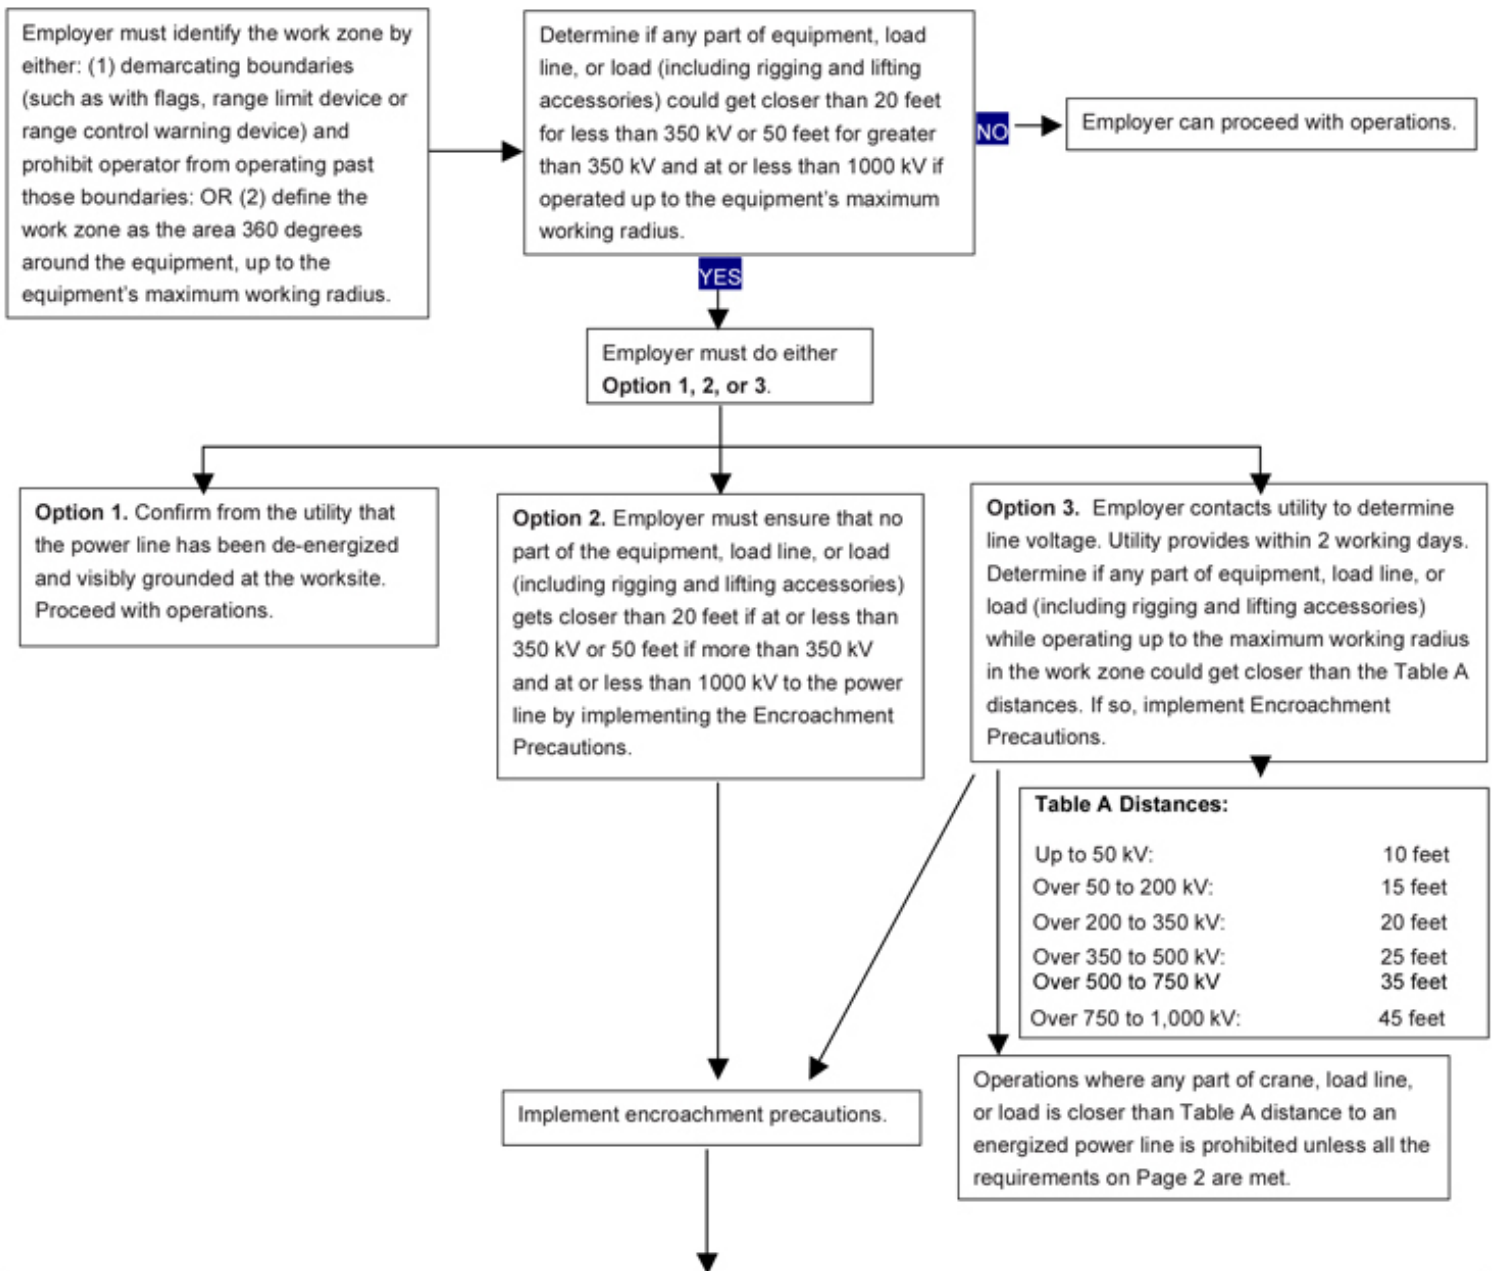 Employer must identify the work zone by
either: (1) demarcating boundaries
(such as with flags, range limit device or
range control warning device) and
prohibit operator from operating past
those boundaries: OR (2) define the
work zone as the area 360 degrees
around the equipment, up to the
equipment's maximum working radius.
Determine if any part of equipment, load
line, or load (including rigging and lifting
accessories) could get closer than 20 feet
for less than 350 kV or 50 feet for greater
than 350 kV and at or less than 1000 kV if
operated up to the equipment's maximum
working radius.
NO
Employer can proceed with operations.
YES
Employer must do either
Option 1, 2, or 3.
Option 1. Confirm from the utility that
the power line has been de-energized
and visibly grounded at the worksite.
Proceed with operations.
Option 2. Employer must ensure that no
part of the equipment, load line, or load
(including rigging and lifting accessories)
gets closer than 20 feet if at or less than
350 kV or 50 feet if more than 350 kV
and at or less than 1000 kV to the power
line by implementing the Encroachment
Precautions.
Option 3. Employer contacts utility to determine
line voltage. Utility provides within 2 working days.
Determine if any part of equipment, load line, or
load (including rigging and lifting accessories)
while operating up to the maximum working radius
in the work zone could get closer than the Table A
distances. If so, implement Encroachment
Precautions.
Table A Distances:
Up to 50 kV: 10 feet
Over 50 to 200 kV: 15 feet
Over 200 to 350 kV: 20 feet
Over 350 to 500 kV: 25 feet
Over 500 to 750 kV 35 feet
Over 750 to 1,000 kV: 45 feet
Implement encroachment precautions.
Operations where any part of crane, load line,
or load is closer than Table A distance to an
energized power line is prohibited unless all the
requirements on Page 2 are met.